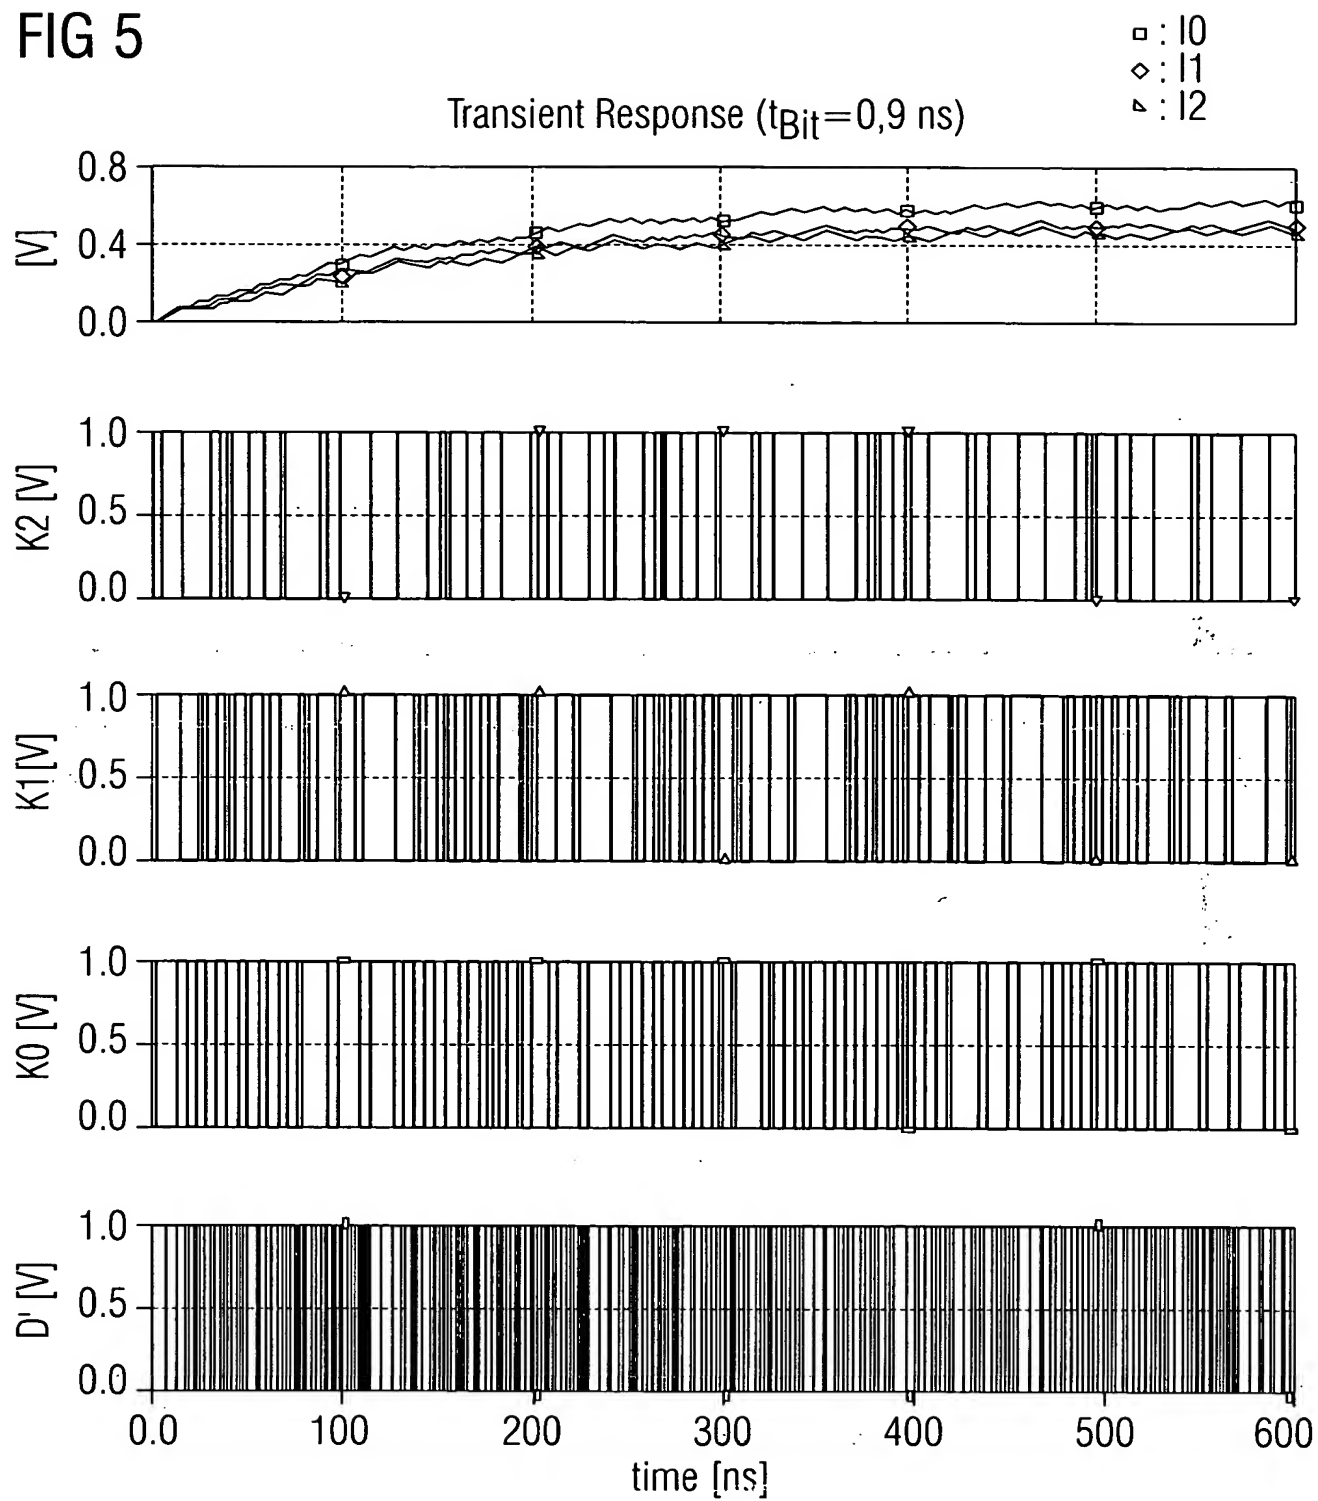 FIG 5
□ : I0
◇ : I1
⊿ : I2
Transient Response (tBit=0,9 ns)
0.8
0.4
0.0
[V]
1.0
0.5
0.0
K2 [V]
1.0
0.5
0.0
K1[V]
1.0
0.5
0.0
K0 [V]
1.0
0.5
0.0
D' [V]
0.0 100 200 300 400 500 600
time [ns]